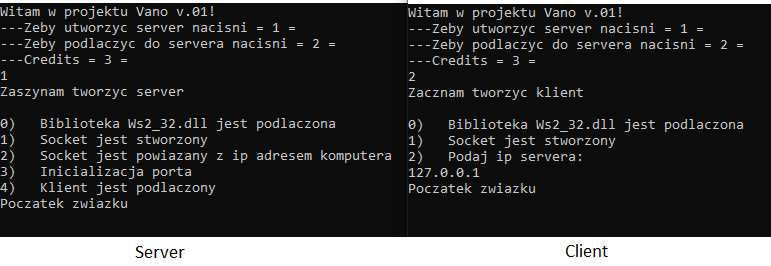 Witam w projektu Vano v.01!
---Zeby utworzyc server nacisni = 1 =
---Zeby podlaczyc do servera nacisni = 2 =
---Credits = 3 =
1
Zaszynam tworzyc server
0) Biblioteka Ws2_32.dll jest podlaczona
1) Socket jest stworzony
2) Socket jest powiazany z ip adresem komputera
3) Inicializacja porta
4) Klient jest podlaczony
Poczatek zwiazku
Server
Witam w projektu Vano v.01!
---Zeby utworzyc server nacisni = 1 =
---Zeby podlaczyc do servera nacisni = 2 =
---Credits = 3 =
2
Zacznam tworzyc klient
0) Biblioteka Ws2_32.dll jest podlaczona
1) Socket jest stworzony
2) Podaj ip servera:
127.0.0.1
Poczatek zwiazku
Client